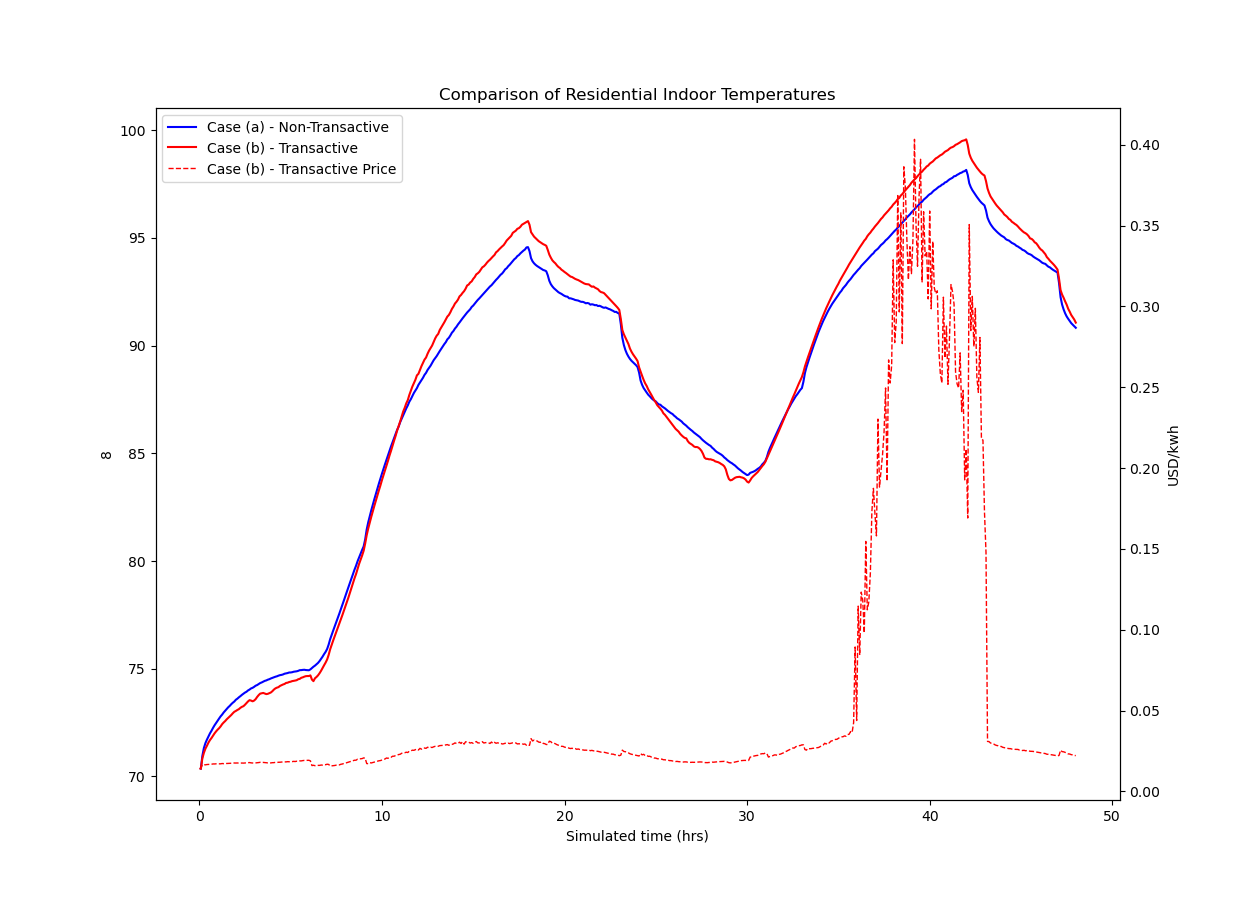 Comparison of Residential Indoor Temperatures
Case (a) - Non-Transactive
Case (b) - Transactive
Case (b) - Transactive Price
100
95
90
85
80
75
70
8
0.40
0.35
0.30
0.25
0.20
0.15
0.10
0.05
0.00
USD/kwh
0 10 20 30 40 50
Simulated time (hrs)